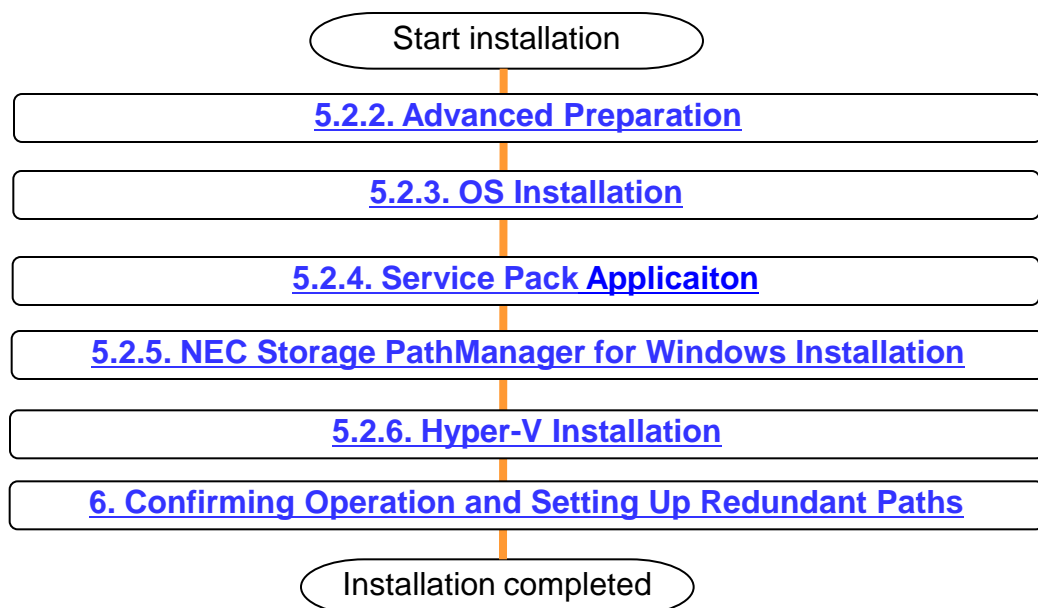 Start installation
5.2.2. Advanced Preparation
5.2.3. OS Installation
5.2.4. Service Pack Applicaiton
5.2.5. NEC Storage PathManager for Windows Installation
5.2.6. Hyper-V Installation
6. Confirming Operation and Setting Up Redundant Paths
Installation completed